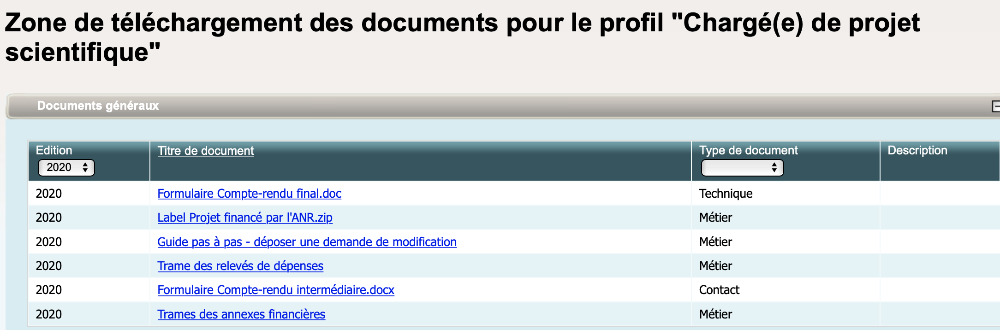 Zone de téléchargement des documents pour le profil "Chargé(e) de projet
scientifique"
Documents généraux
Edition Titre de document Type de document Description
2020
2020 Formulaire Compte-rendu final.doc Technique
2020 Label Projet financé par l'ANR.zip Métier
2020 Guide pas à pas - déposer une demande de modification Métier
2020 Trame des relevés de dépenses Métier
2020 Formulaire Compte-rendu intermédiaire.docx Contact
2020 Trames des annexes financières Métier